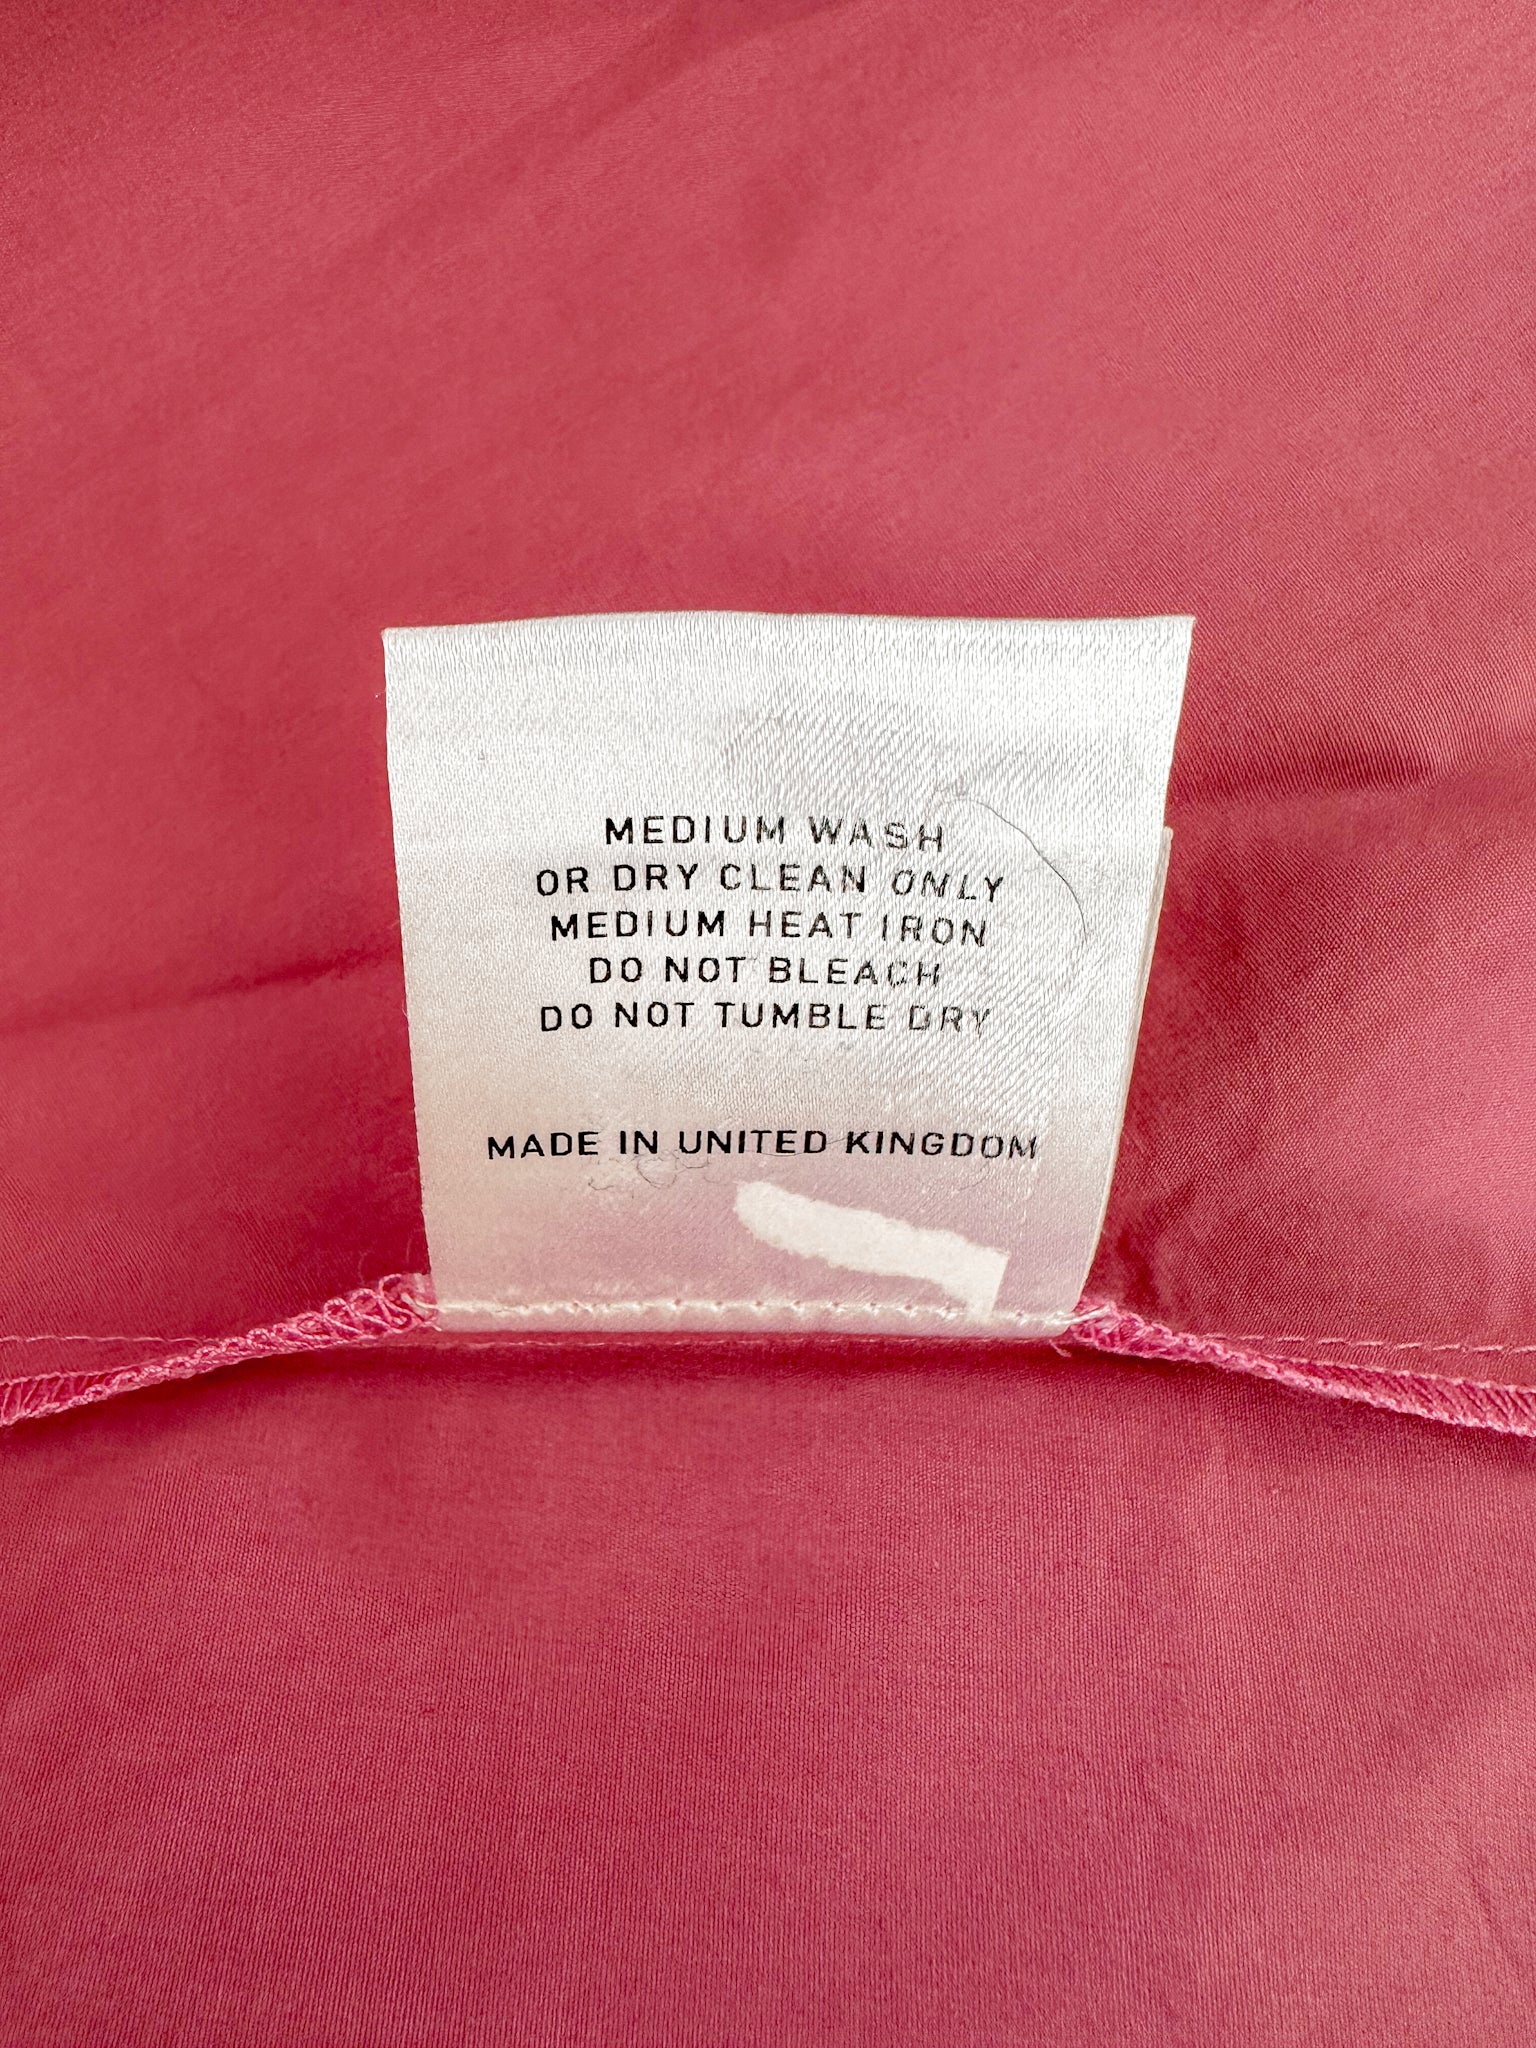 MEDIUM WASH
OR DRY CLEAN ONLY
MEDIUM HEAT IRON
DO NOT BLEACH
DO NOT TUMBLE DRY
MADE IN UNITED KINGDOM